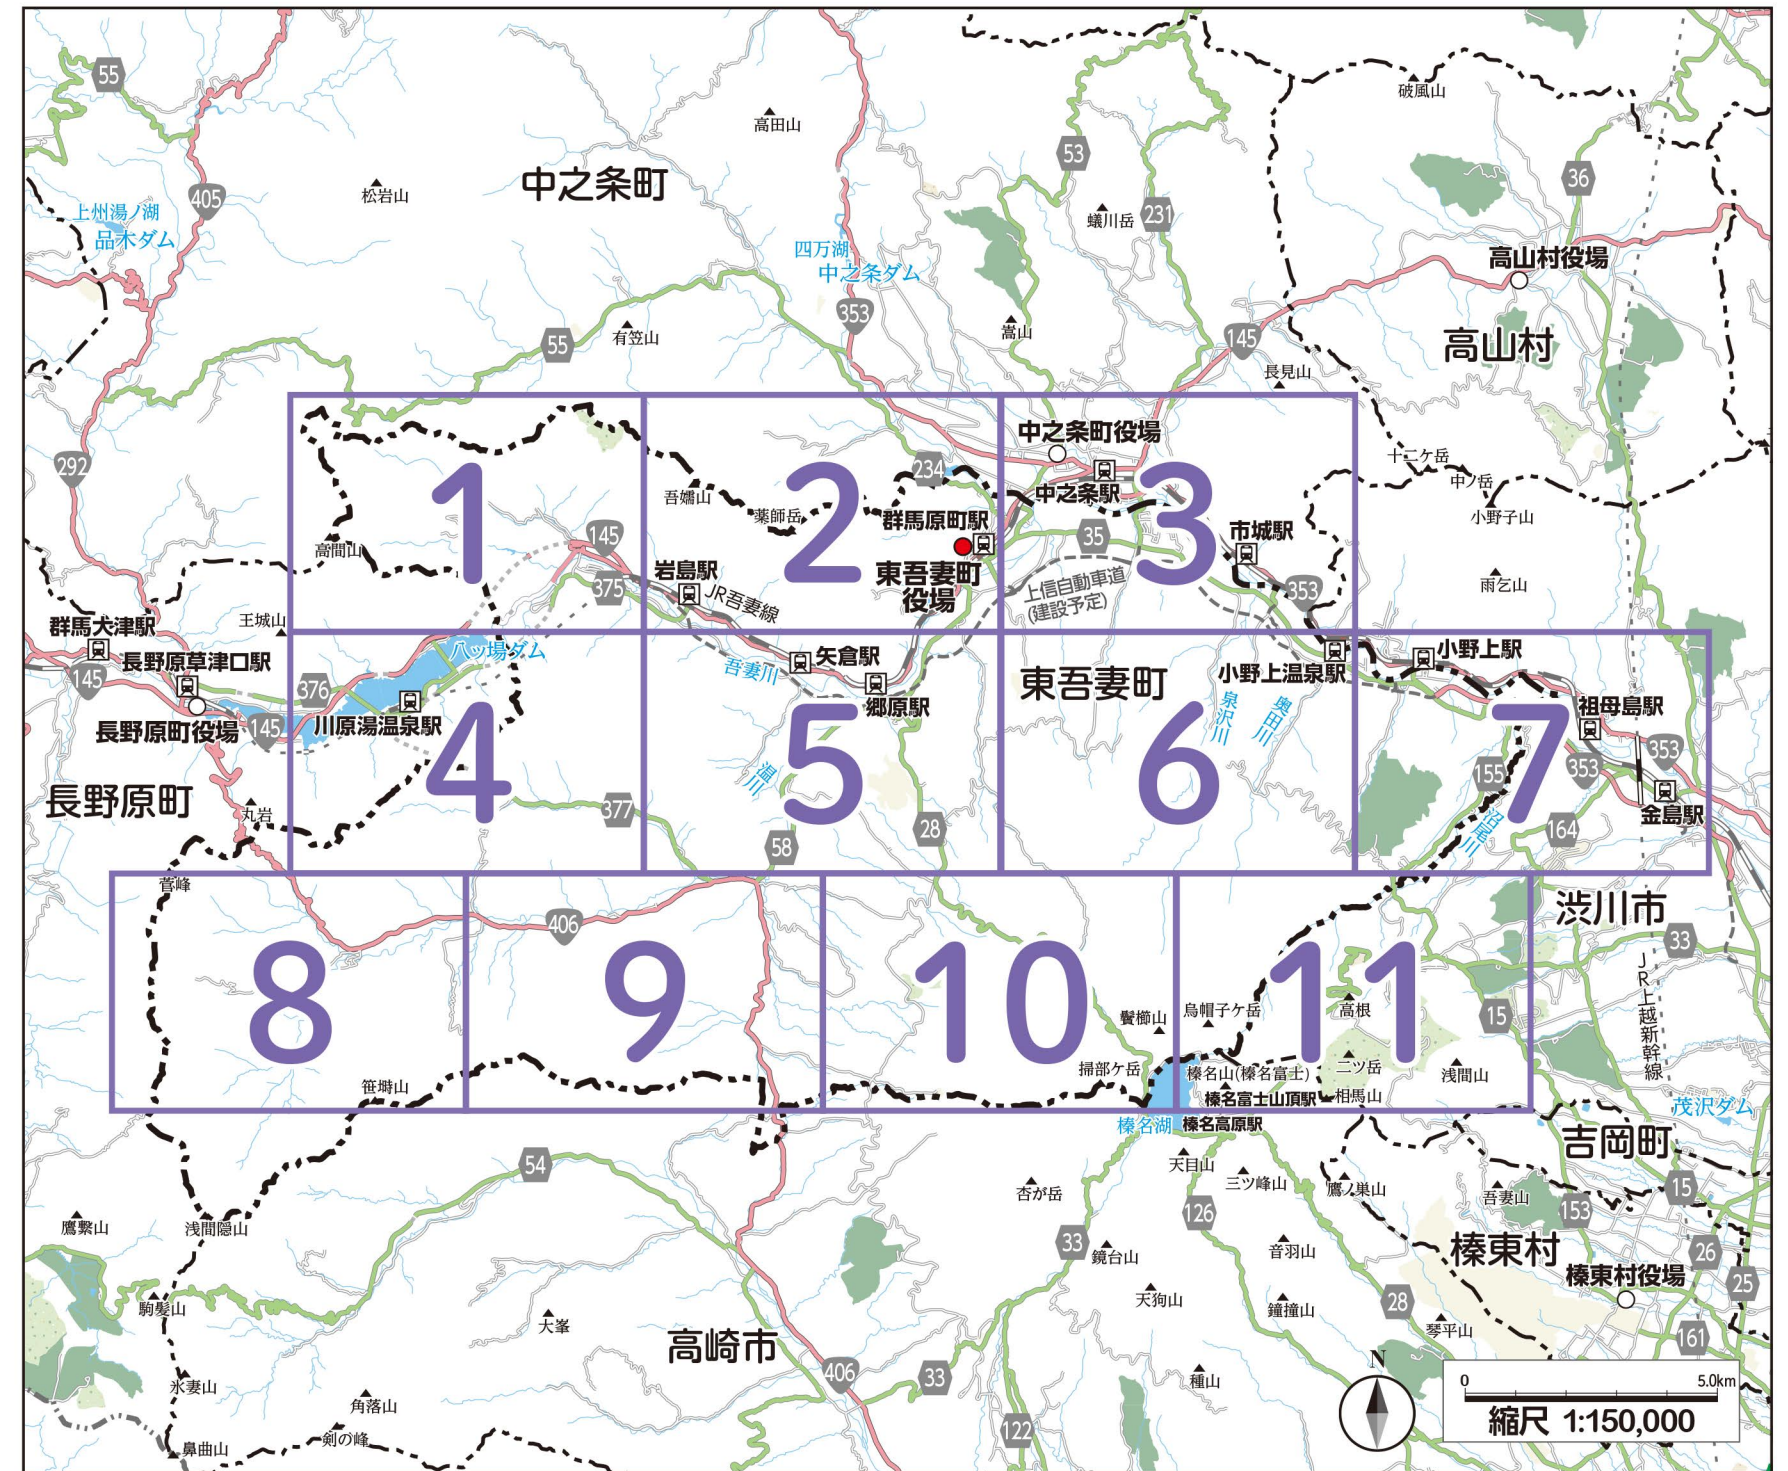 55
破風山
高田山
53
36
松岩山
中之条町
405
蟻川岳
231
上州湯ノ湖
品木ダム
四万湖
中之条ダム
高山村役場
353
嵩山
有笠山
55
55
145
高山村
長見山
中之条町役場
292
1
2
3
234
吾嬬山
中之条駅
十二ケ岳
中ノ岳
薬師岳
群馬原町駅
小野子山
高間山
145
35
市城駅
岩島駅
東吾妻町
役場
375
JR吾妻線
上信自動車道
(建設予定)
353
雨乞山
王城山
群馬大津駅
長野原草津口駅
145
八ッ場ダム
矢倉駅
吾妻川
東吾妻町
小野上温泉駅
小野上駅
376
川原湯温泉駅
郷原駅
泉沢川
奥田川
祖母島駅
長野原町役場
145
4
5
6
7
353
353
155
温川
長野原町
丸岩
377
58
28
沼尾川
164
金島駅
菅峰
渋川市
406
33
8
9
10
11
JR上越新幹線
高根
15
鬢櫛山
烏帽子ケ岳
掃部ケ岳
榛名山(榛名富士)
二ツ岳
浅間山
笹塒山
榛名富士山頂駅
相馬山
茂沢ダム
榛名湖
榛名高原駅
吉岡町
54
天目山
三ツ峰山
鷹ノ巣山
杏が岳
吾妻山
15
126
153
鷹繋山
浅間隠山
33
鏡台山
音羽山
榛東村
26
榛東村役場
25
駒髪山
天狗山
鐘撞山
28
大峯
琴平山
161
高崎市
N
406
33
種山
氷妻山
0
5.0km
角落山
縮尺 1:150,000
122
剣の峰
鼻曲山